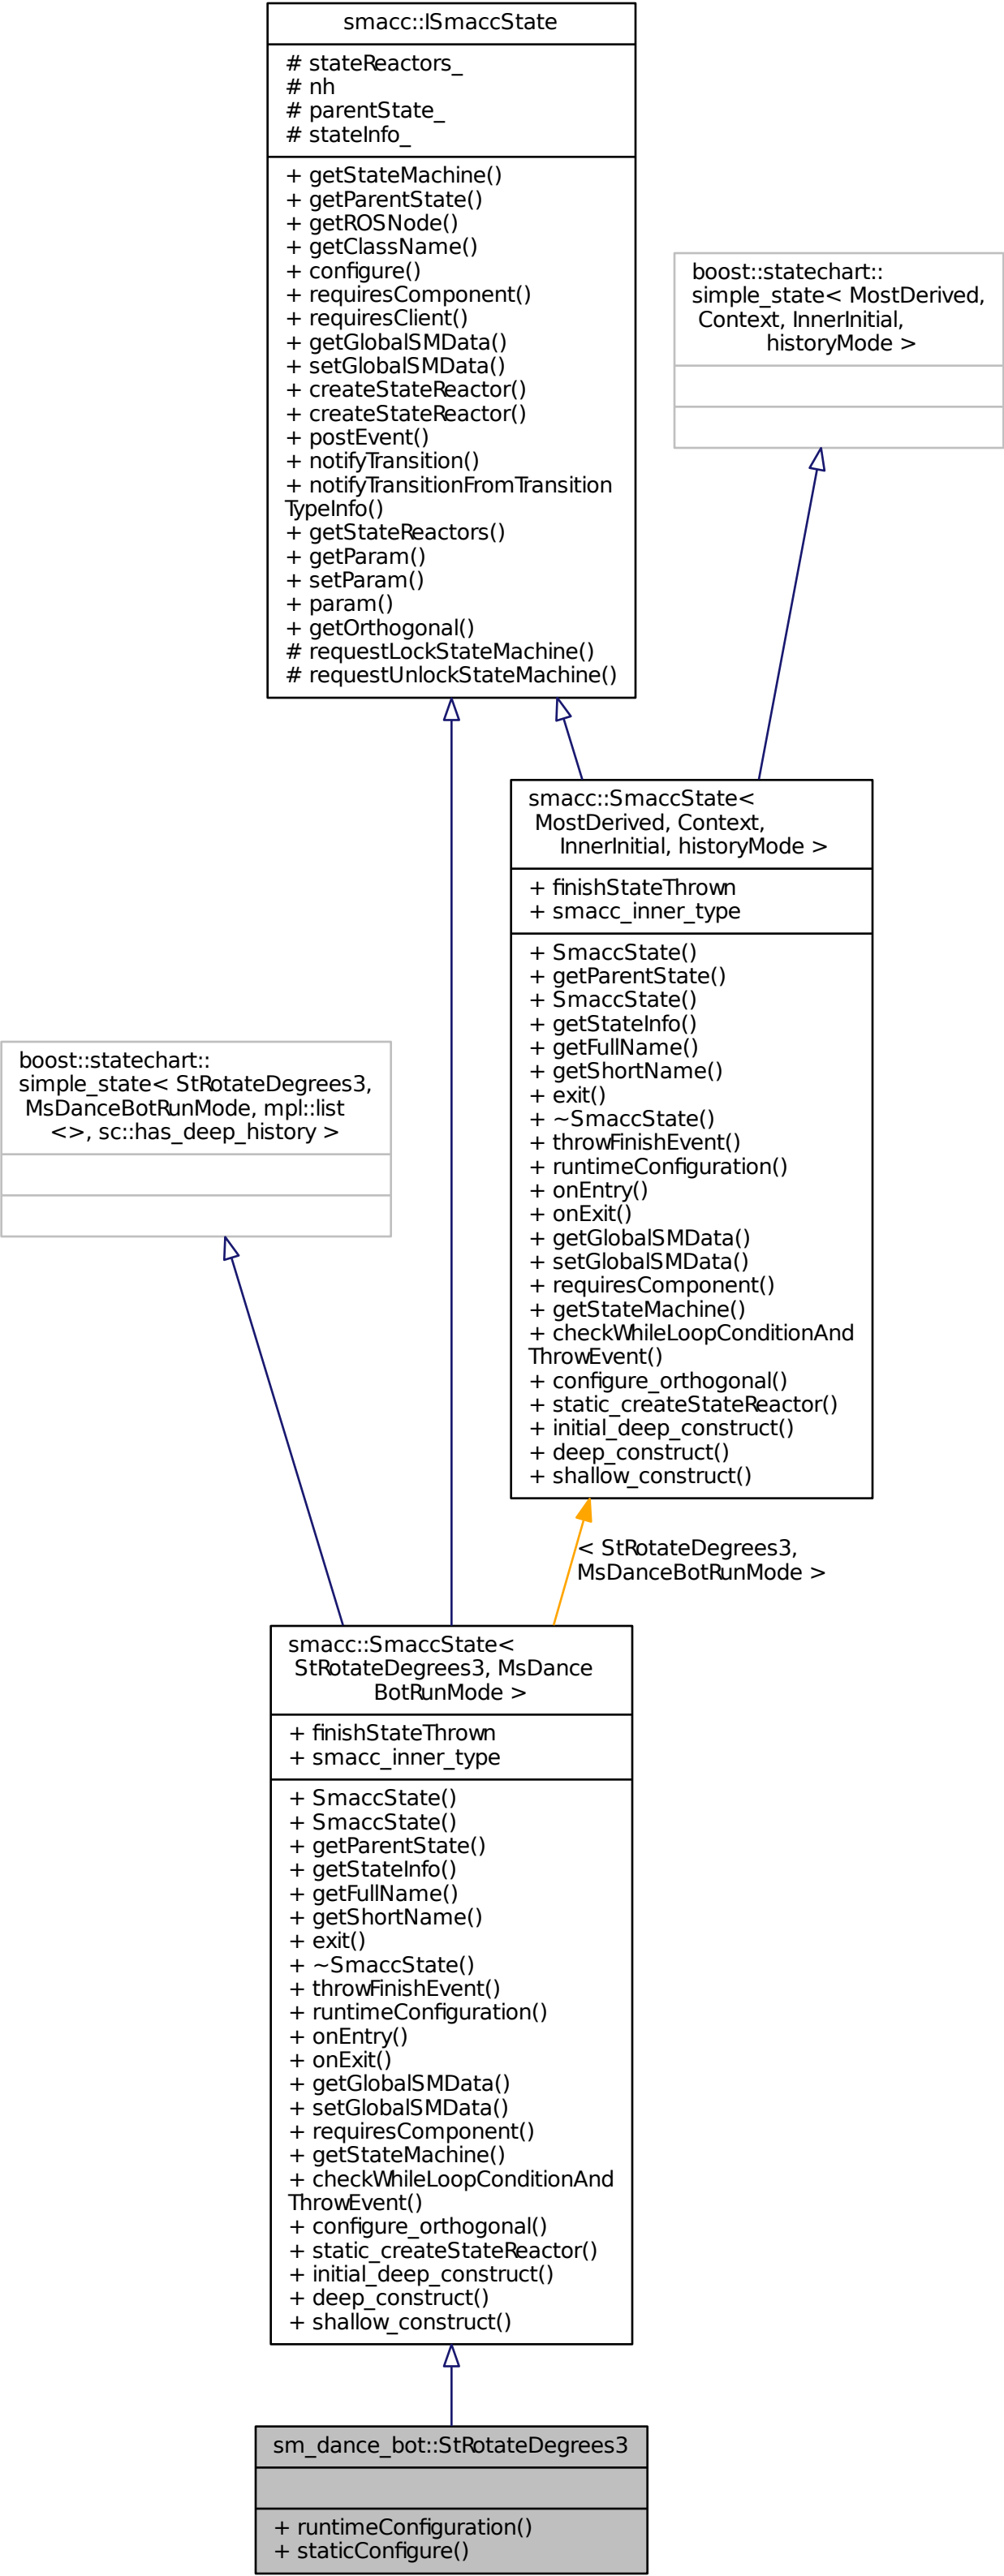 smacc::ISmaccState
# stateReactors_
# nh
# parentState_
# stateInfo_
+ getStateMachine()
+ getParentState()
+ getROSNode()
+ getClassName()
+ configure()
+ requiresComponent()
+ requiresClient()
+ getGlobalSMData()
+ setGlobalSMData()
+ createStateReactor()
+ createStateReactor()
+ postEvent()
+ notifyTransition()
+ notifyTransitionFromTransition
TypeInfo()
+ getStateReactors()
+ getParam()
+ setParam()
+ param()
+ getOrthogonal()
# requestLockStateMachine()
# requestUnlockStateMachine()
boost::statechart::
simple_state< MostDerived,
Context, InnerInitial,
historyMode >
smacc::SmaccState<
MostDerived, Context,
InnerInitial, historyMode >
+ finishStateThrown
+ smacc_inner_type
+ SmaccState()
+ getParentState()
+ SmaccState()
+ getStateInfo()
+ getFullName()
+ getShortName()
+ exit()
+ ~SmaccState()
+ throwFinishEvent()
+ runtimeConfiguration()
+ onEntry()
+ onExit()
+ getGlobalSMData()
+ setGlobalSMData()
+ requiresComponent()
+ getStateMachine()
+ checkWhileLoopConditionAnd
ThrowEvent()
+ configure_orthogonal()
+ static_createStateReactor()
+ initial_deep_construct()
+ deep_construct()
+ shallow_construct()
boost::statechart::
simple_state< StRotateDegrees3,
MsDanceBotRunMode, mpl::list
<>, sc::has_deep_history >
< StRotateDegrees3,
MsDanceBotRunMode >
smacc::SmaccState<
StRotateDegrees3, MsDance
BotRunMode >
+ finishStateThrown
+ smacc_inner_type
+ SmaccState()
+ SmaccState()
+ getParentState()
+ getStateInfo()
+ getFullName()
+ getShortName()
+ exit()
+ ~SmaccState()
+ throwFinishEvent()
+ runtimeConfiguration()
+ onEntry()
+ onExit()
+ getGlobalSMData()
+ setGlobalSMData()
+ requiresComponent()
+ getStateMachine()
+ checkWhileLoopConditionAnd
ThrowEvent()
+ configure_orthogonal()
+ static_createStateReactor()
+ initial_deep_construct()
+ deep_construct()
+ shallow_construct()
sm_dance_bot::StRotateDegrees3
+ runtimeConfiguration()
+ staticConfigure()